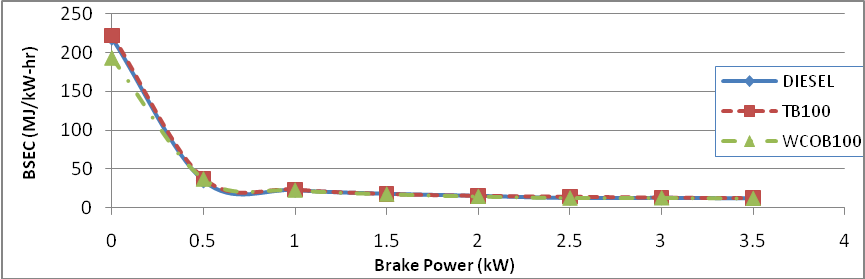 BSEC (MJ/kW-hr)
250
200
150
100
50
0
0 0.5 1 1.5 2 2.5 3 3.5 4
Brake Power (kW)
DIESEL
TB100
WCOB100